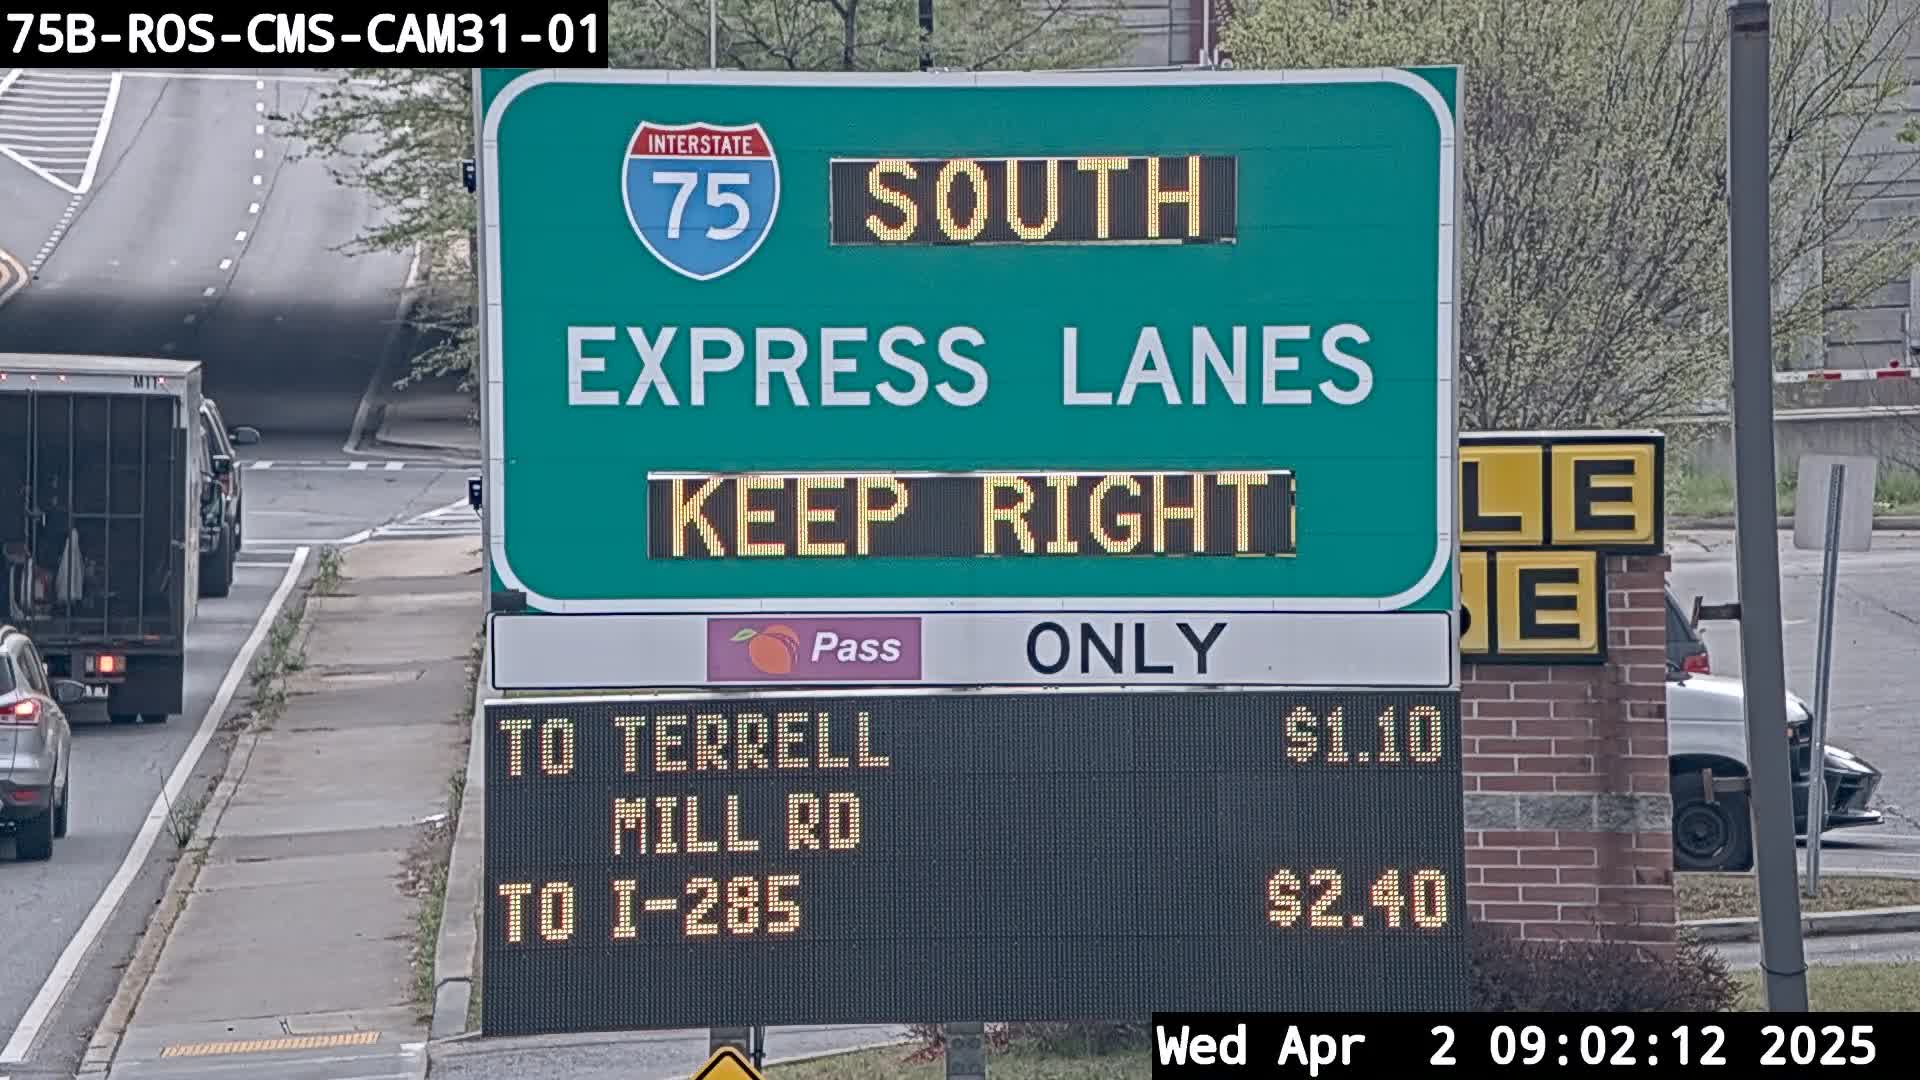 75B-ROS-CMS-CAM31-01
INTERSTATE
75
SOUTH
EXPRESS LANES
KEEP RIGHT
Pass ONLY
TO TERRELL $1.10
MILL RD
TO I-285 $2.40
LE
E
Wed Apr 2 09:02:12 2025